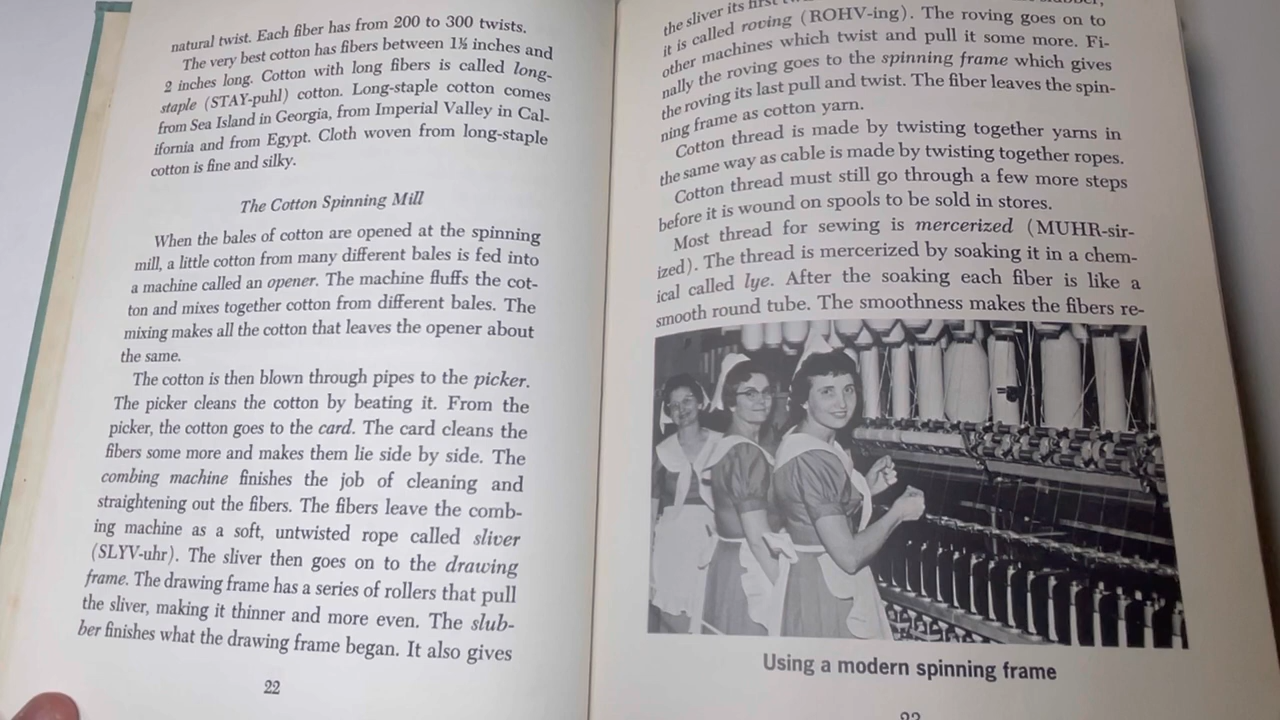 natural twist. Each fiber has from 200 to 300 twists.
The very best cotton has fibers between 1½ inches and
2 inches long. Cotton with long fibers is called long-
staple (STAY-puhl) cotton. Long-staple cotton comes
from Sea Island in Georgia, from Imperial Valley in Cal-
ifornia and from Egypt. Cloth woven from long-staple
cotton is fine and silky.
The Cotton Spinning Mill
When the bales of cotton are opened at the spinning
mill, a little cotton from many different bales is fed into
a machine called an opener. The machine fluffs the cot-
ton and mixes together cotton from different bales. The
mixing makes all the cotton that leaves the opener about
the same.
The cotton is then blown through pipes to the picker.
The picker cleans the cotton by beating it. From the
picker, the cotton goes to the card. The card cleans the
fibers some more and makes them lie side by side. The
combing machine finishes the job of cleaning and
straightening out the fibers. The fibers leave the comb-
ing machine as a soft, untwisted rope called sliver
(SLYV-uhr). The sliver then goes on to the drawing
frame. The drawing frame has a series of rollers that pull
the sliver, making it thinner and more even. The slub-
ber finishes what the drawing frame began. It also gives
22
the sliver its first
it is called roving (ROHV-ing). The roving goes on to
other machines which twist and pull it some more. Fi-
nally the roving goes to the spinning frame which gives
the roving its last pull and twist. The fiber leaves the spin-
ning frame as cotton yarn.
Cotton thread is made by twisting together yarns in
the same way as cable is made by twisting together ropes.
Cotton thread must still go through a few more steps
before it is wound on spools to be sold in stores.
Most thread for sewing is mercerized (MUHR-sir-
ized). The thread is mercerized by soaking it in a chem-
ical called lye. After the soaking each fiber is like a
smooth round tube. The smoothness makes the fibers re-
Using a modern spinning frame